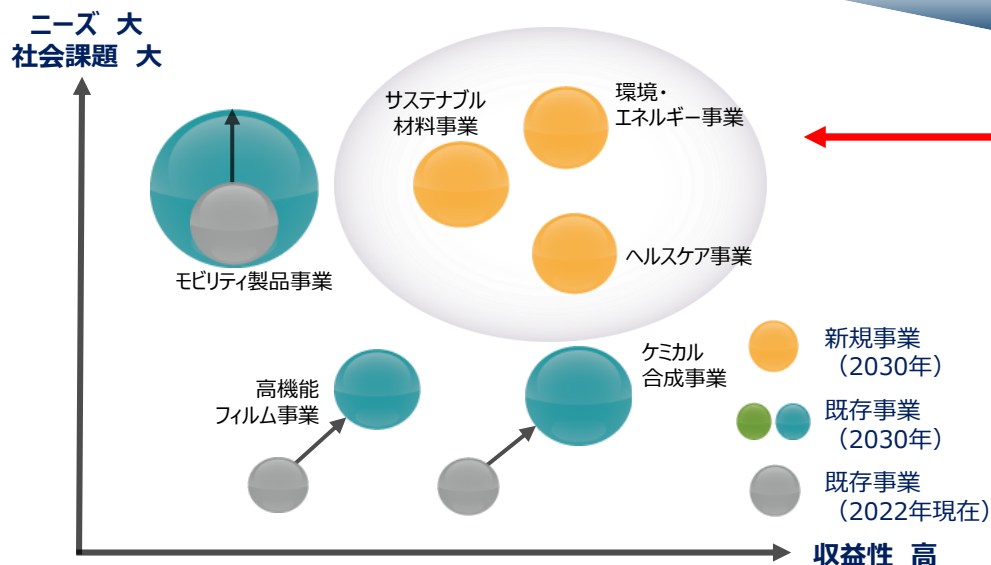 ニーズ 大
社会課題 大
サステナブル
材料事業
環境・
エネルギー事業
ヘルスケア事業
モビリティ製品事業
高機能
フィルム事業
ケミカル
合成事業
新規事業
（2030年）
既存事業
（2030年）
既存事業
（2022年現在）
収益性 高